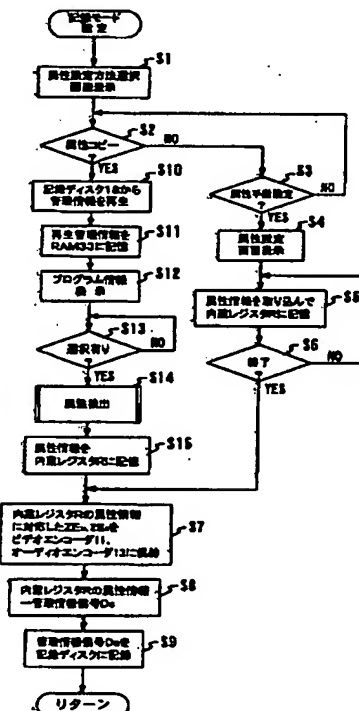 記録モード
設定
S1
属性設定方法選択
画面表示
S2
属性コピー
NO
YES
S10
記録ディスク18から
管理情報を再生
S3
属性手動設定
?
NO
YES
S4
属性設定
画面表示
S11
再生管理情報を
RAM33に記憶
S12
プログラム情報
表示
S5
属性情報を取り込んで
内蔵レジスタRに記憶
S13
選択有り
NO
YES
S6
終了
NO
YES
S14
属性検出
S15
属性情報を
内蔵レジスタRに記憶
S7
内蔵レジスタRの属性情報
に対応した
ビデオエンコーダ11、
オーディオエンコーダ12に
S8
内蔵レジスタRの属性情報
→管理情報信号
S9
管理情報信号
記録ディスクに記録
リターン